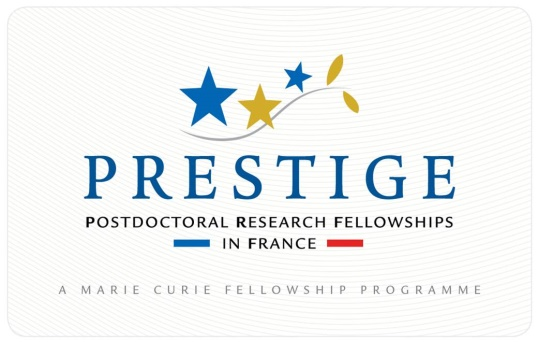 PRESTIGE
POSTDOCTORAL RESEARCH FELLOWSHIPS
IN FRANCE
A MARIE CURIE FELLOWSHIP PROGRAMME